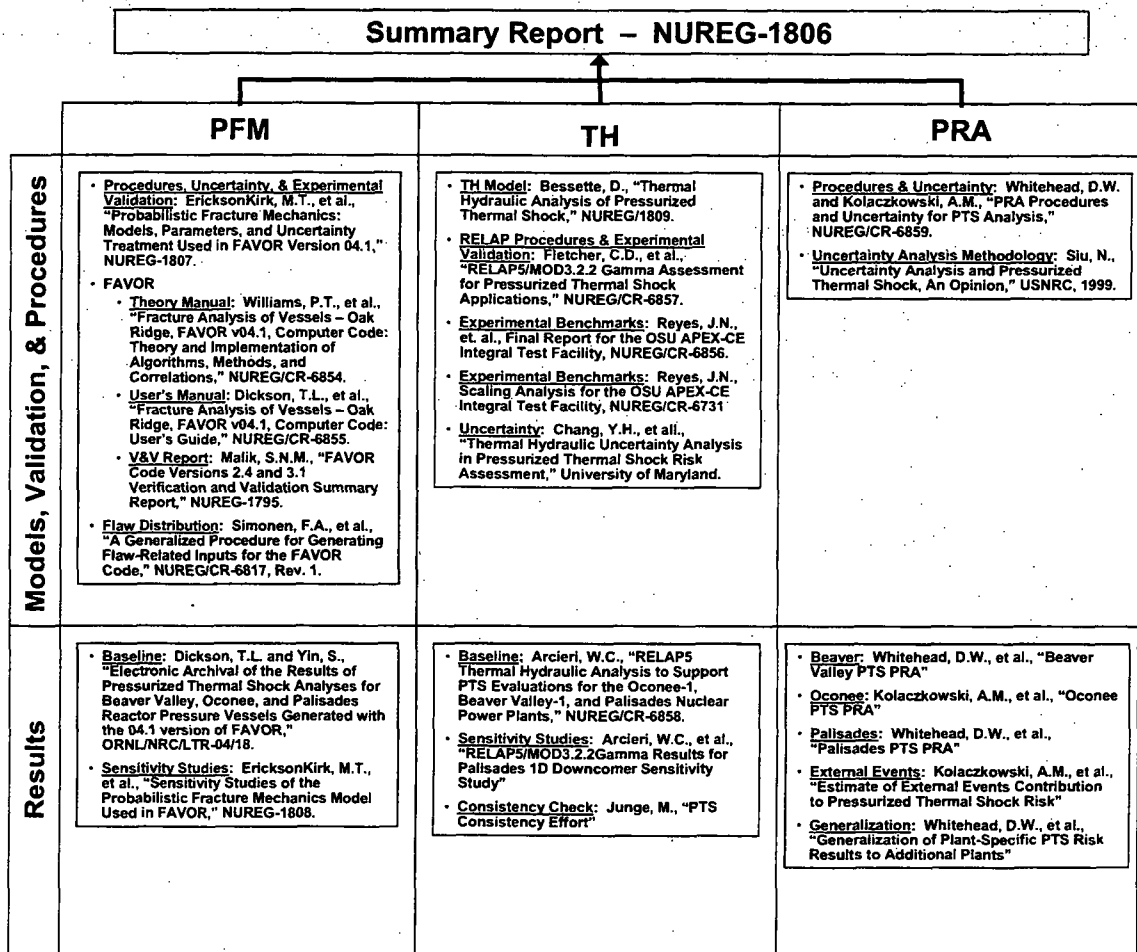 Summary Report – NUREG-1806
PFM
TH
PRA
Models, Validation, & Procedures
• Procedures, Uncertainty, & Experimental
Validation: EricksonKirk, M.T., et al.,
“Probabilistic Fracture Mechanics:
Models, Parameters, and Uncertainty
Treatment Used in FAVOR Version 04.1,”
NUREG-1807.
• FAVOR
• Theory Manual: Williams, P.T., et al.,
“Fracture Analysis of Vessels – Oak
Ridge, FAVOR v04.1, Computer Code:
Theory and Implementation of
Algorithms, Methods, and
Correlations,” NUREG/CR-6854.
• User’s Manual: Dickson, T.L., et al.,
“Fracture Analysis of Vessels – Oak
Ridge, FAVOR v04.1, Computer Code:
User’s Guide,” NUREG/CR-6855.
• V&V Report: Malik, S.N.M., “FAVOR
Code Versions 2.4 and 3.1
Verification and Validation Summary
Report,” NUREG-1795.
• Flaw Distribution: Simonen, F.A., et al.,
“A Generalized Procedure for Generating
Flaw-Related Inputs for the FAVOR
Code,” NUREG/CR-6817, Rev. 1.
• TH Model: Bessette, D., “Thermal
Hydraulic Analysis of Pressurized
Thermal Shock,” NUREG/1809.
• RELAP Procedures & Experimental
Validation: Fletcher, C.D., et al.,
“RELAP5/MOD3.2.2 Gamma Assessment
for Pressurized Thermal Shock
Applications,” NUREG/CR-6857.
• Experimental Benchmarks: Reyes, J.N.,
et. al., Final Report for the OSU APEX-CE
Integral Test Facility, NUREG/CR-6856.
• Experimental Benchmarks: Reyes, J.N.,
Scaling Analysis for the OSU APEX-CE
Integral Test Facility, NUREG/CR-6731
• Uncertainty: Chang, Y.H., et all.,
“Thermal Hydraulic Uncertainty Analysis
in Pressurized Thermal Shock Risk
Assessment,” University of Maryland.
• Procedures & Uncertainty: Whitehead, D.W.
and Kolaczkowski, A.M., “PRA Procedures
and Uncertainty for PTS Analysis,”
NUREG/CR-6859.
• Uncertainty Analysis Methodology: Siu, N.,
“Uncertainty Analysis and Pressurized
Thermal Shock, An Opinion,” USNRC, 1999.
Results
• Baseline: Dickson, T.L. and Yin, S.,
“Electronic Archival of the Results of
Pressurized Thermal Shock Analyses for
Beaver Valley, Oconee, and Palisades
Reactor Pressure Vessels Generated with
the 04.1 version of FAVOR,”
ORNL/NRC/LTR-04/18.
• Sensitivity Studies: EricksonKirk, M.T.,
et al., “Sensitivity Studies of the
Probabilistic Fracture Mechanics Model
Used in FAVOR,” NUREG-1808.
• Baseline: Arcieri, W.C., “RELAP5
Thermal Hydraulic Analysis to Support
PTS Evaluations for the Oconee-1,
Beaver Valley-1, and Palisades Nuclear
Power Plants,” NUREG/CR-6858.
• Sensitivity Studies: Arcieri, W.C., et al.,
“RELAP5/MOD3.2.2Gamma Results for
Palisades 1D Downcomer Sensitivity
Study”
• Consistency Check: Junge, M., “PTS
Consistency Effort”
• Beaver: Whitehead, D.W., et al., “Beaver
Valley PTS PRA”
• Oconee: Kolaczkowski, A.M., et al., “Oconee
PTS PRA”
• Palisades: Whitehead, D.W., et al.,
“Palisades PTS PRA”
• External Events: Kolaczkowski, A.M., et al.,
“Estimate of External Events Contribution
to Pressurized Thermal Shock Risk”
• Generalization: Whitehead, D.W., et al.,
“Generalization of Plant-Specific PTS Risk
Results to Additional Plants”